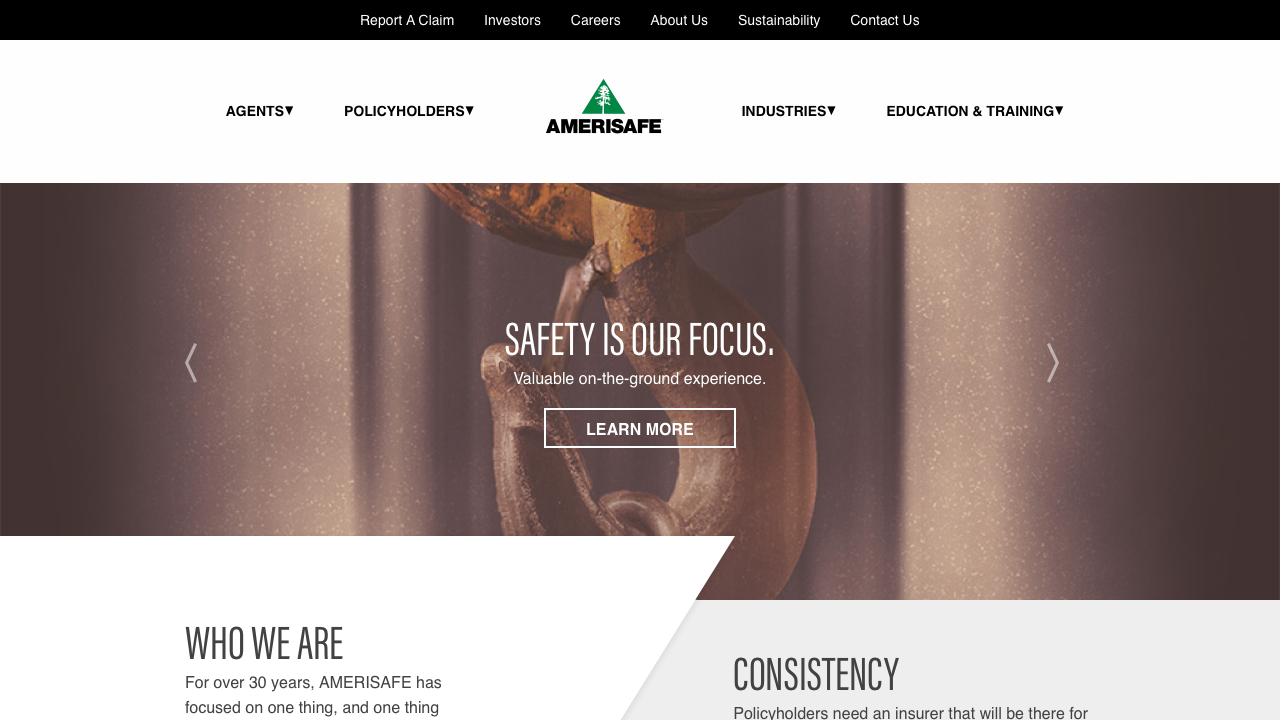 Report A Claim
Investors
Careers
About Us
Sustainability
Contact Us
AGENTS▾
POLICYHOLDERS▾
AMERISAFE
INDUSTRIES▾
EDUCATION & TRAINING▾
SAFETY IS OUR FOCUS.
Valuable on-the-ground experience.
LEARN MORE
WHO WE ARE
For over 30 years, AMERISAFE has
focused on one thing, and one thing
CONSISTENCY
Policyholders need an insurer that will be there for